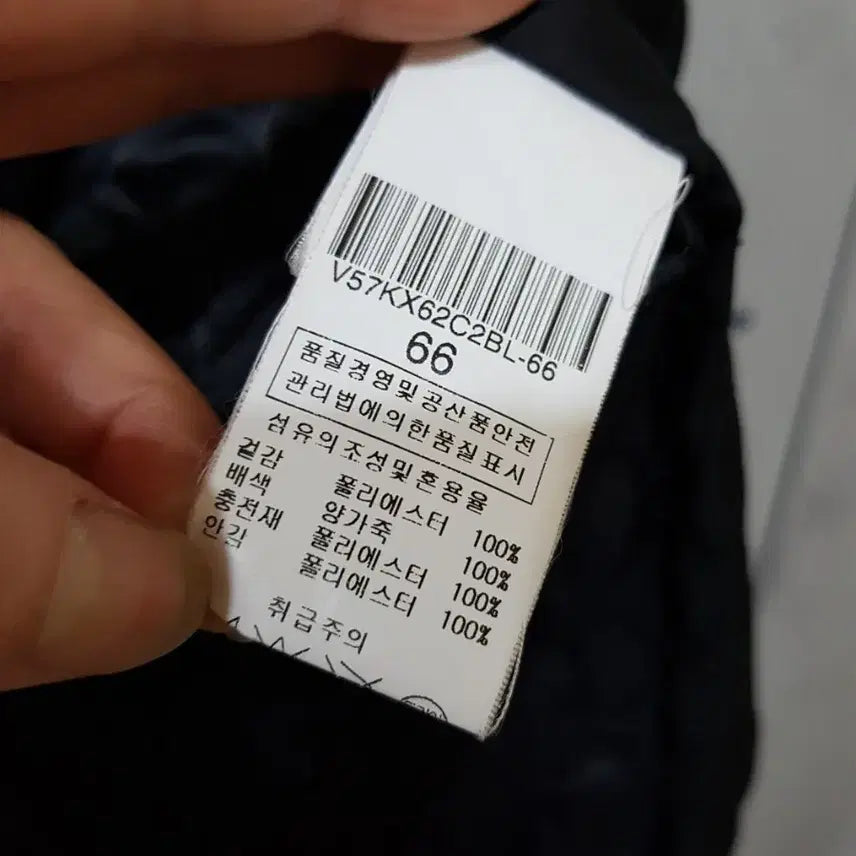 V57KX62C2BL-66
66
품질경영및공산품안전
관리법에의한품질표시
섬유의조성및혼용율
겉감 폴리에스터 100%
배색 양가죽 100%
충전재 폴리에스터 100%
안감 폴리에스터 100%
취급주의